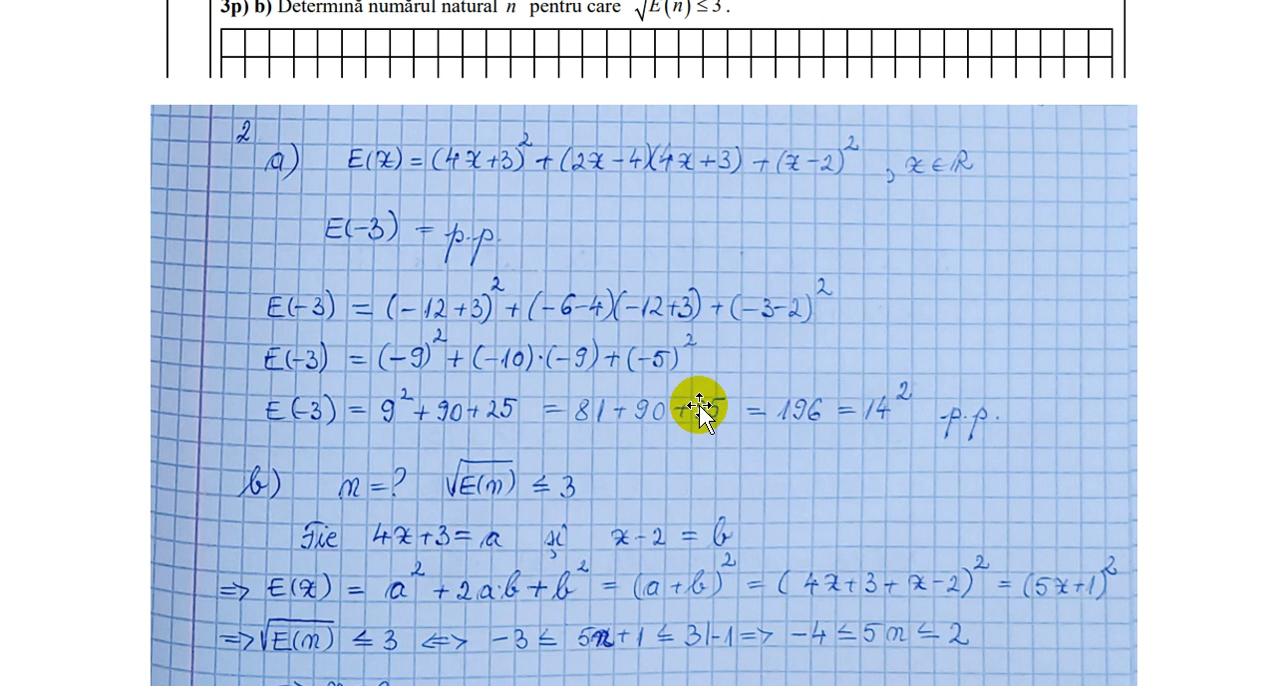 3p) b) Determină numărul natural n pentru care √E(n) ≤ 3.
2
a) E(x) = (4x+3)² + (2x-4)(4x+3) + (x-2)² , x ∈ ℝ
E(-3) = p.p.
E(-3) = (-12+3)² + (-6-4)(-12+3) + (-3-2)²
E(-3) = (-9)² + (-10)·(-9) + (-5)²
E(-3) = 9² + 90 + 25 = 81 + 90 + 25 = 196 = 14² -p.p.
b) n = ? √E(n) ≤ 3
Fie 4x+3 = a și x-2 = b
⇒ E(x) = a² + 2a·b + b² = (a+b)² = (4x+3+x-2)² = (5x+1)²
⇒ √E(n) ≤ 3 ⇔ -3 ≤ 5n+1 ≤ 3 |-1 ⇒ -4 ≤ 5n ≤ 2